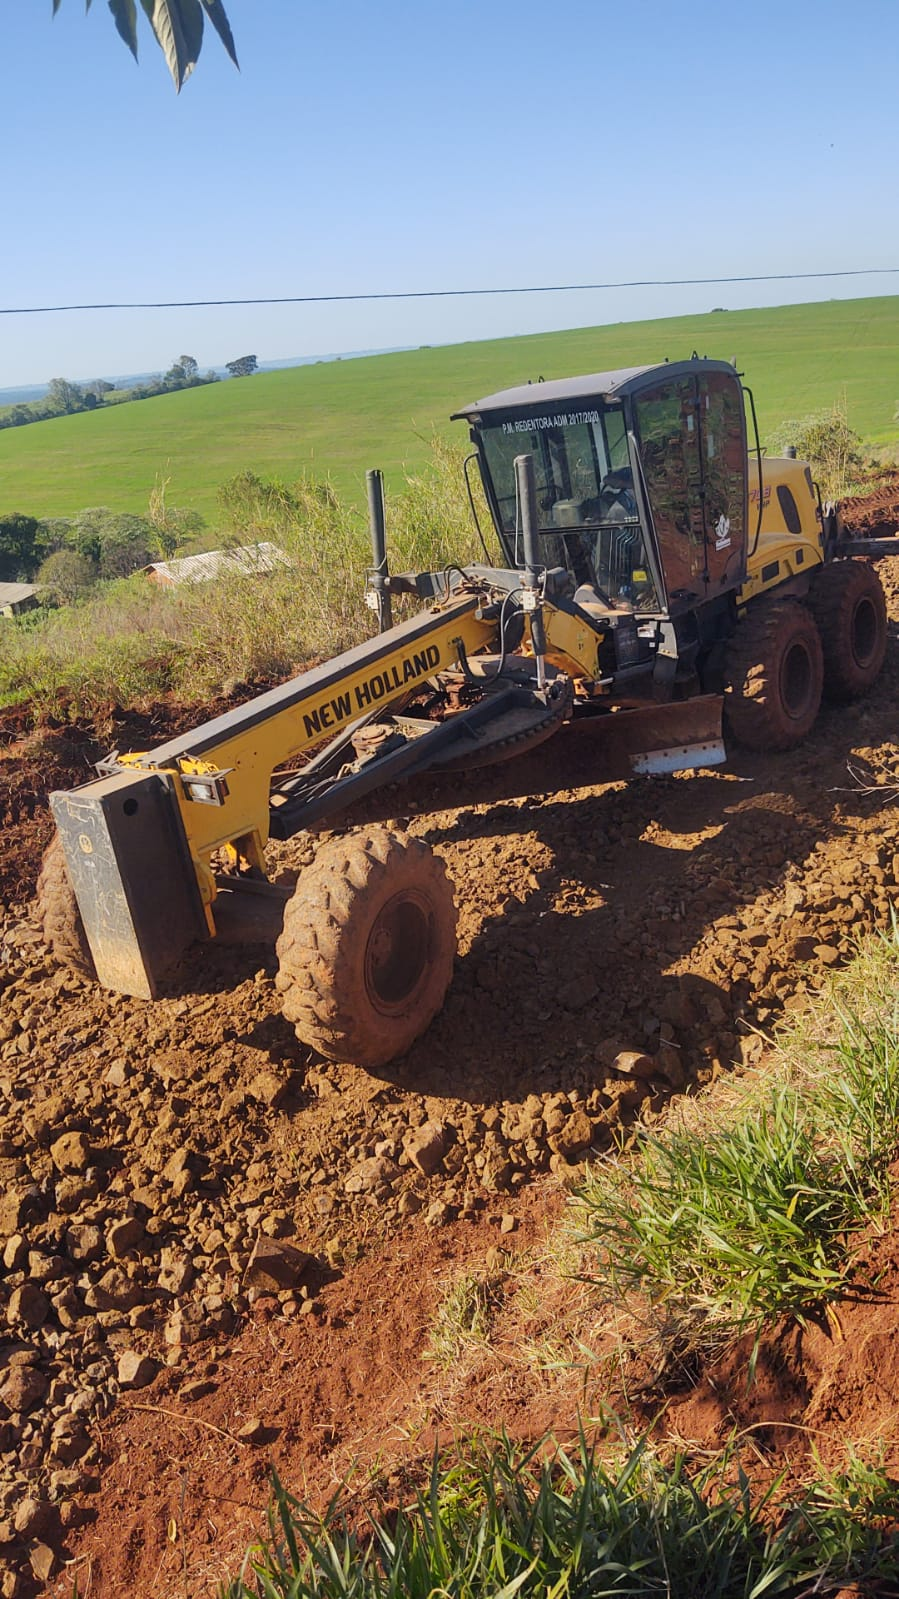 P.M. REDENTORA ADM 2017/2020
NEW HOLLAND